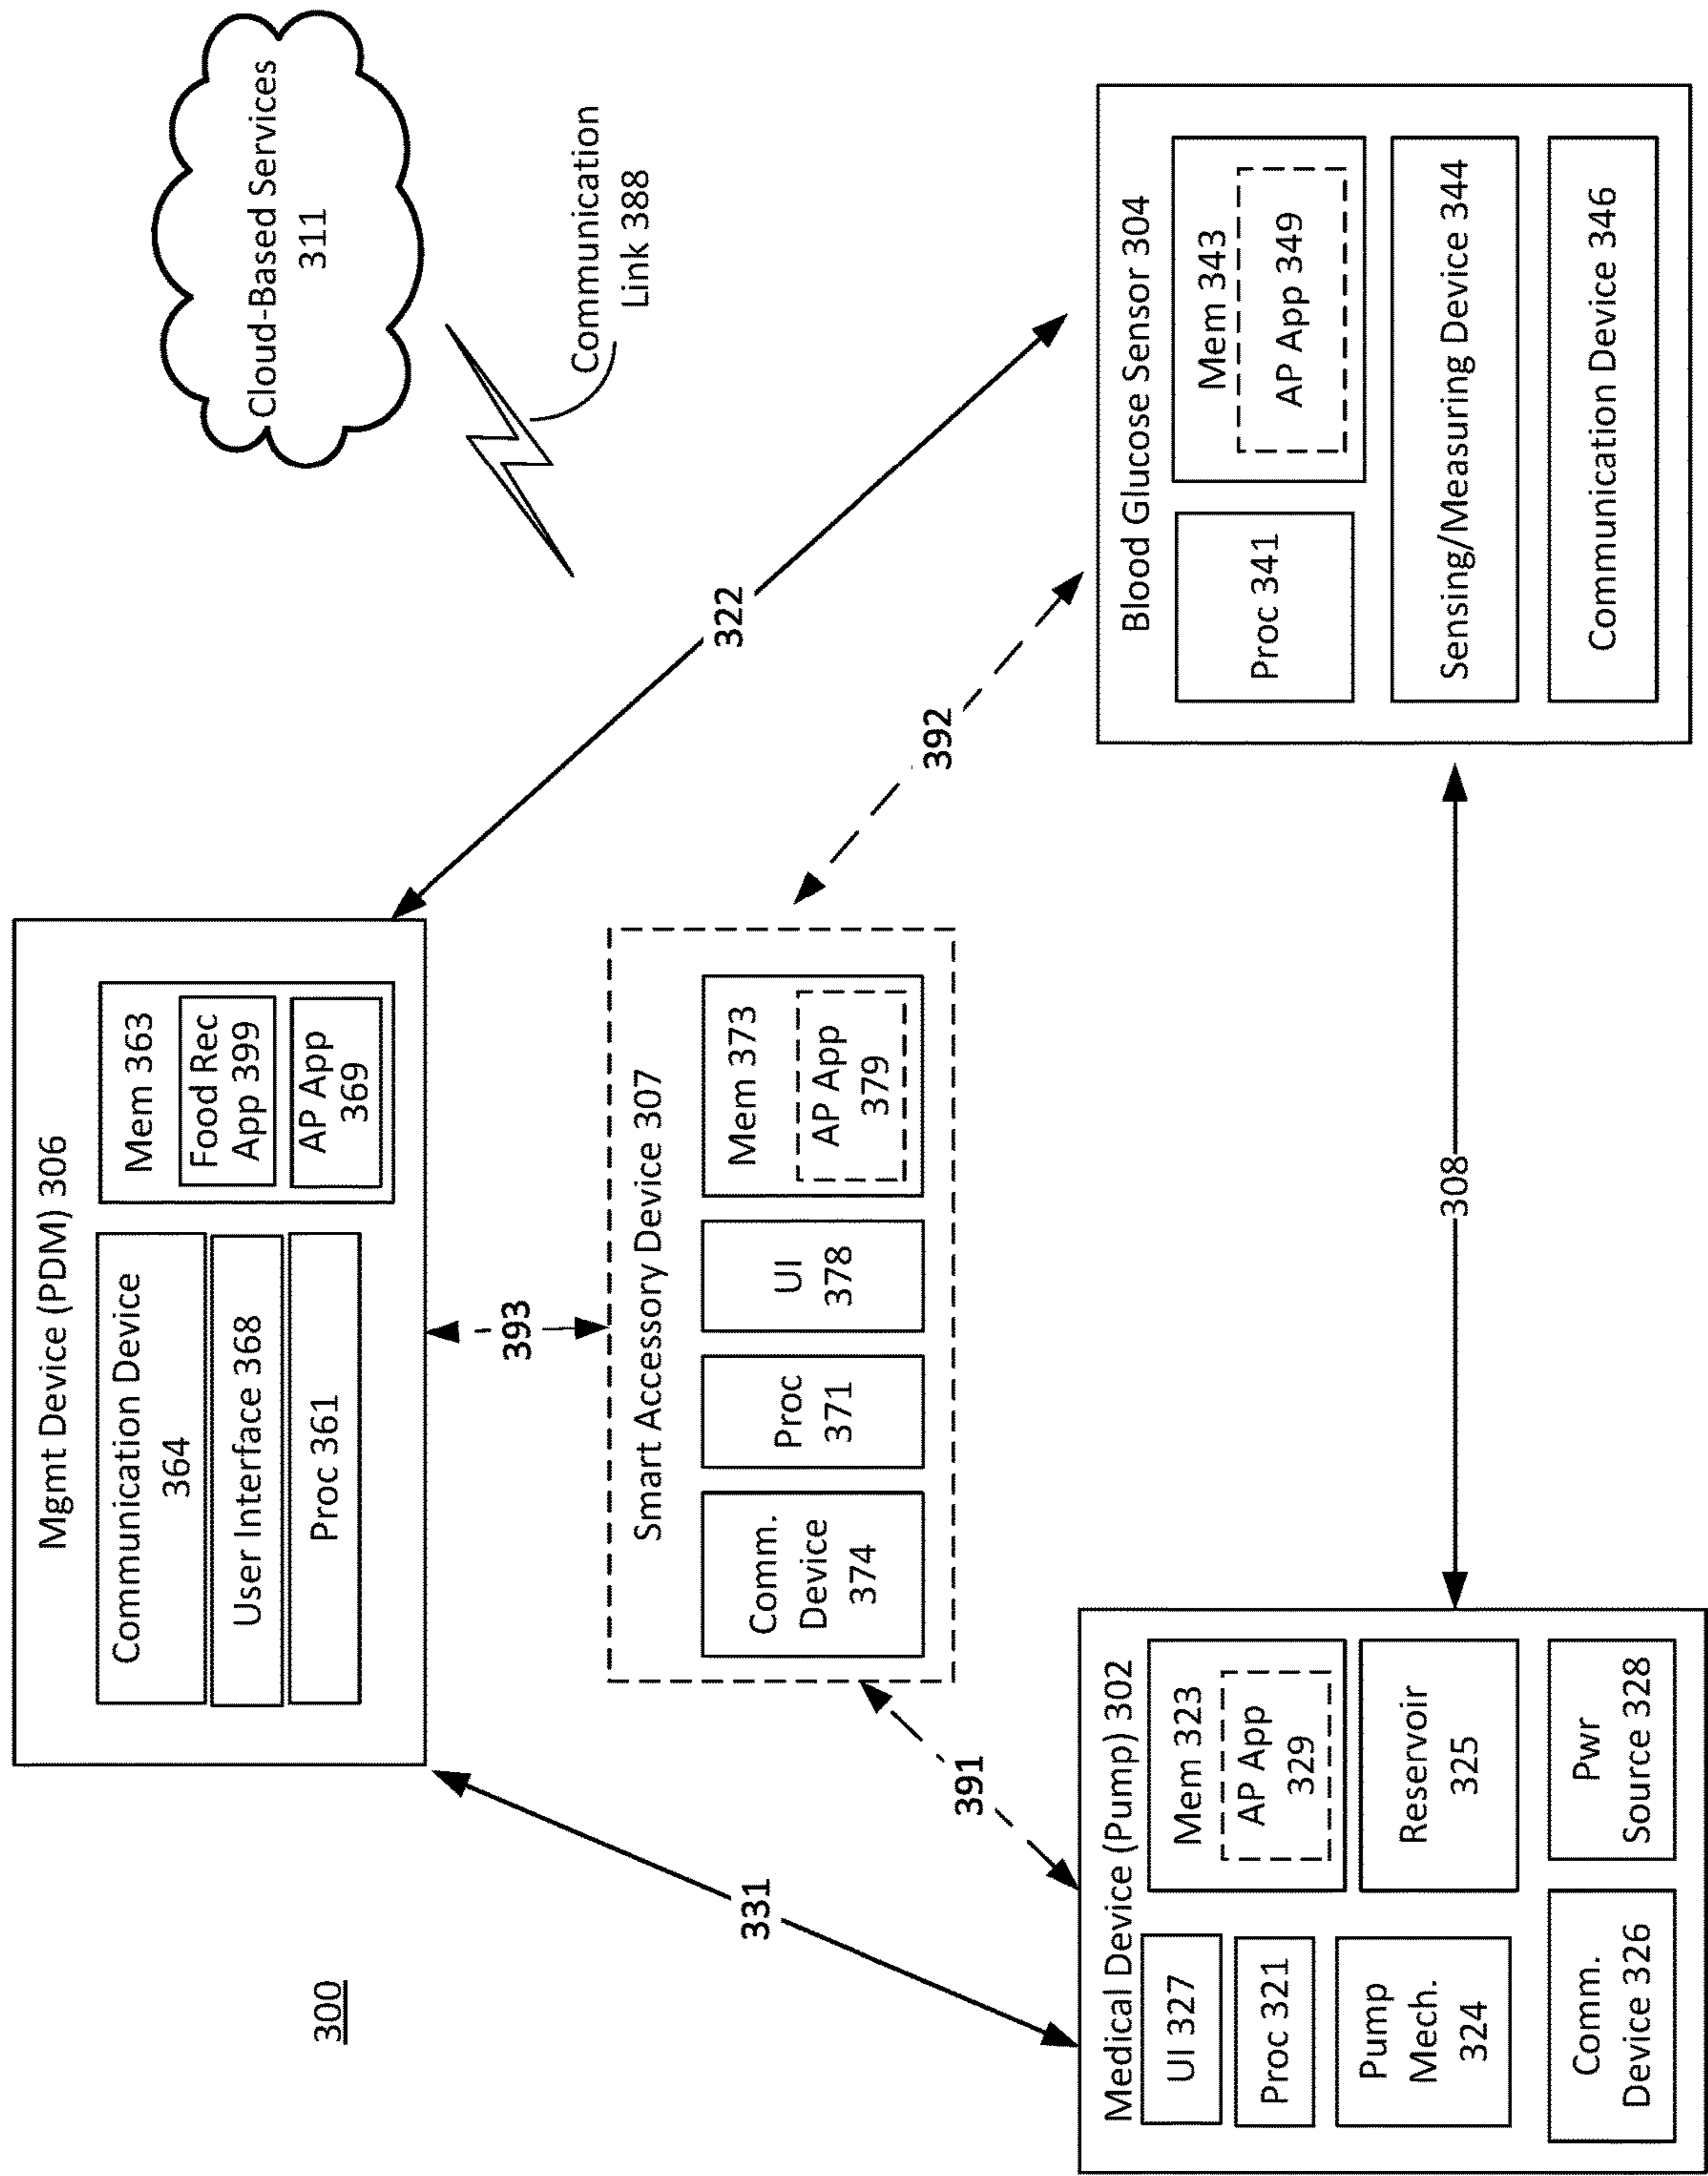 300
Mgmt Device (PDM) 306
Communication Device
364
User Interface 368
Proc 361
Mem 363
Food Rec
App 399
AP App
369
Cloud-Based Services
311
Communication
Link 388
331
393
322
Smart Accessory Device 307
Comm.
Device
374
Proc
371
UI
378
Mem 373
AP App
379
391
392
Medical Device (Pump) 302
UI 327
Proc 321
Pump
Mech.
324
Comm.
Device 326
Mem 323
AP App
329
Reservoir
325
Pwr
Source 328
308
Blood Glucose Sensor 304
Proc 341
Mem 343
AP App 349
Sensing/Measuring Device 344
Communication Device 346